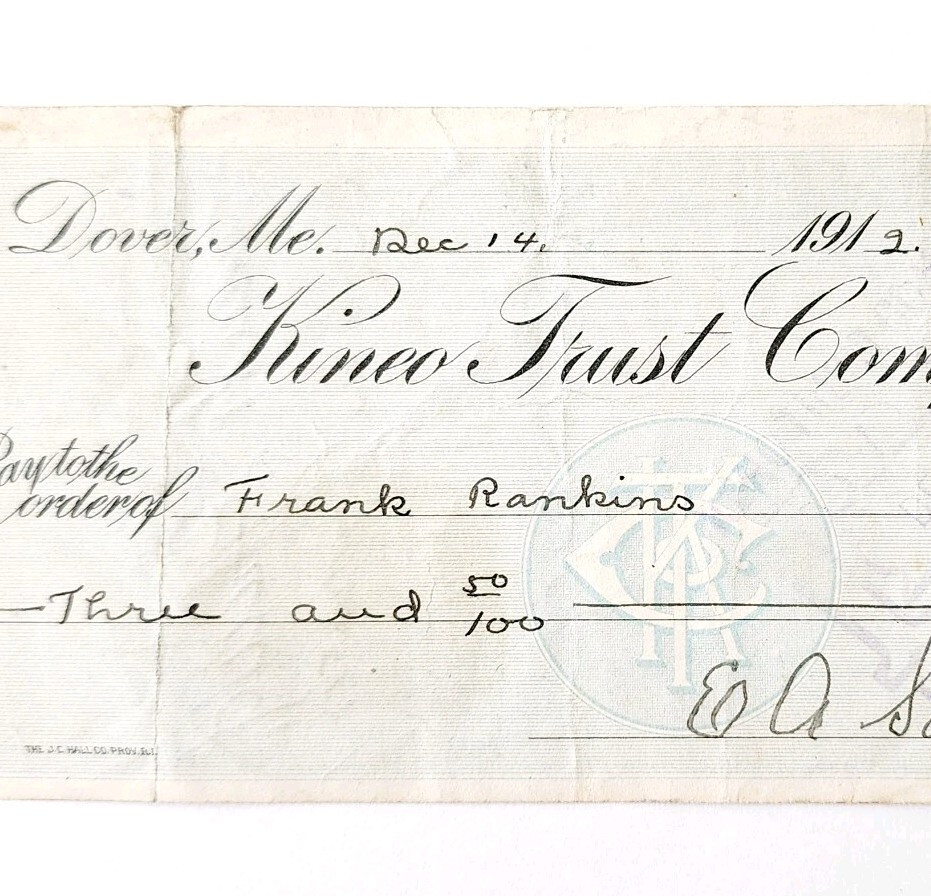 Dover, Me. Dec 14. 1912.
Kineo Trust Com
Pay to the
order of Frank Rankins
Three and 50/100
E A
THE J.C. HALL CO. PROV. R.I.